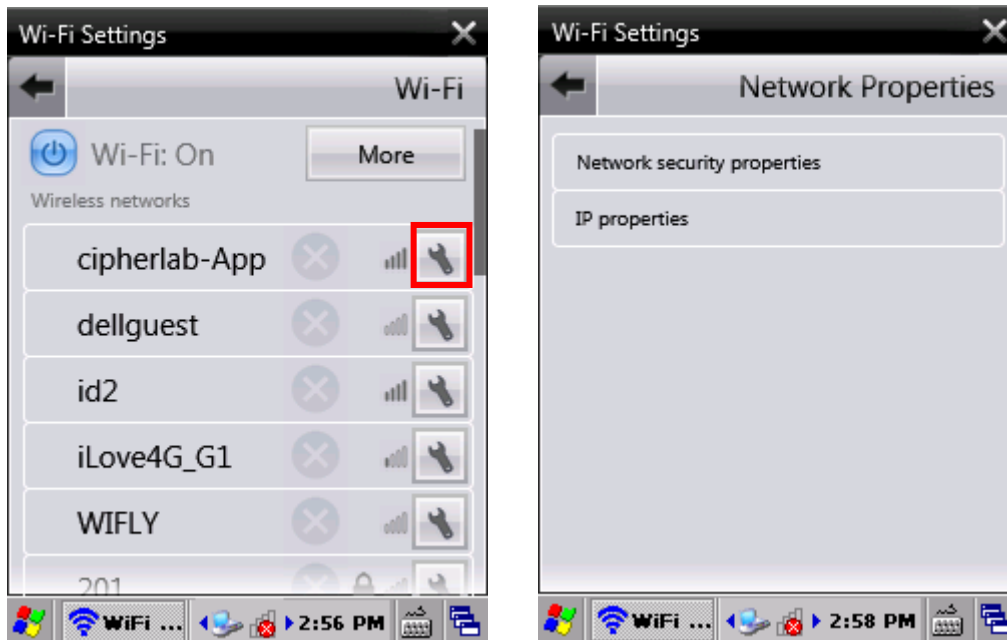 Wi-Fi Settings
Wi-Fi
Wi-Fi: On
More
Wireless networks
cipherlab-App
dellguest
id2
iLove4G_G1
WIFLY
201
WiFi ...
2:56 PM
Wi-Fi Settings
Network Properties
Network security properties
IP properties
WiFi ...
2:58 PM